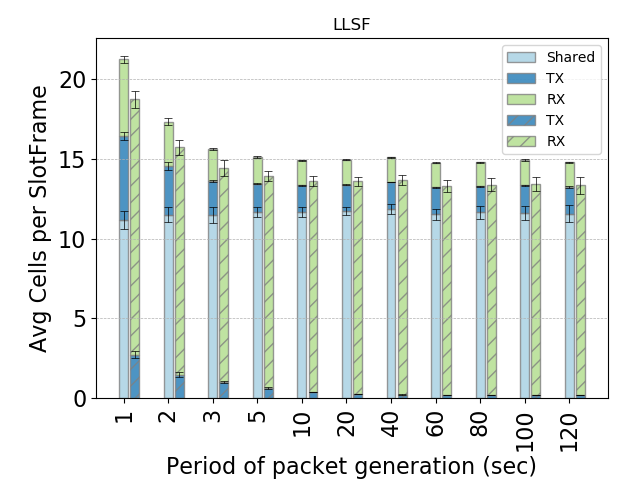 LLSF
Avg Cells per SlotFrame
20
15
10
5
0
Shared
TX
RX
TX
RX
1 2 3 5 10 20 40 60 80 100 120
Period of packet generation (sec)